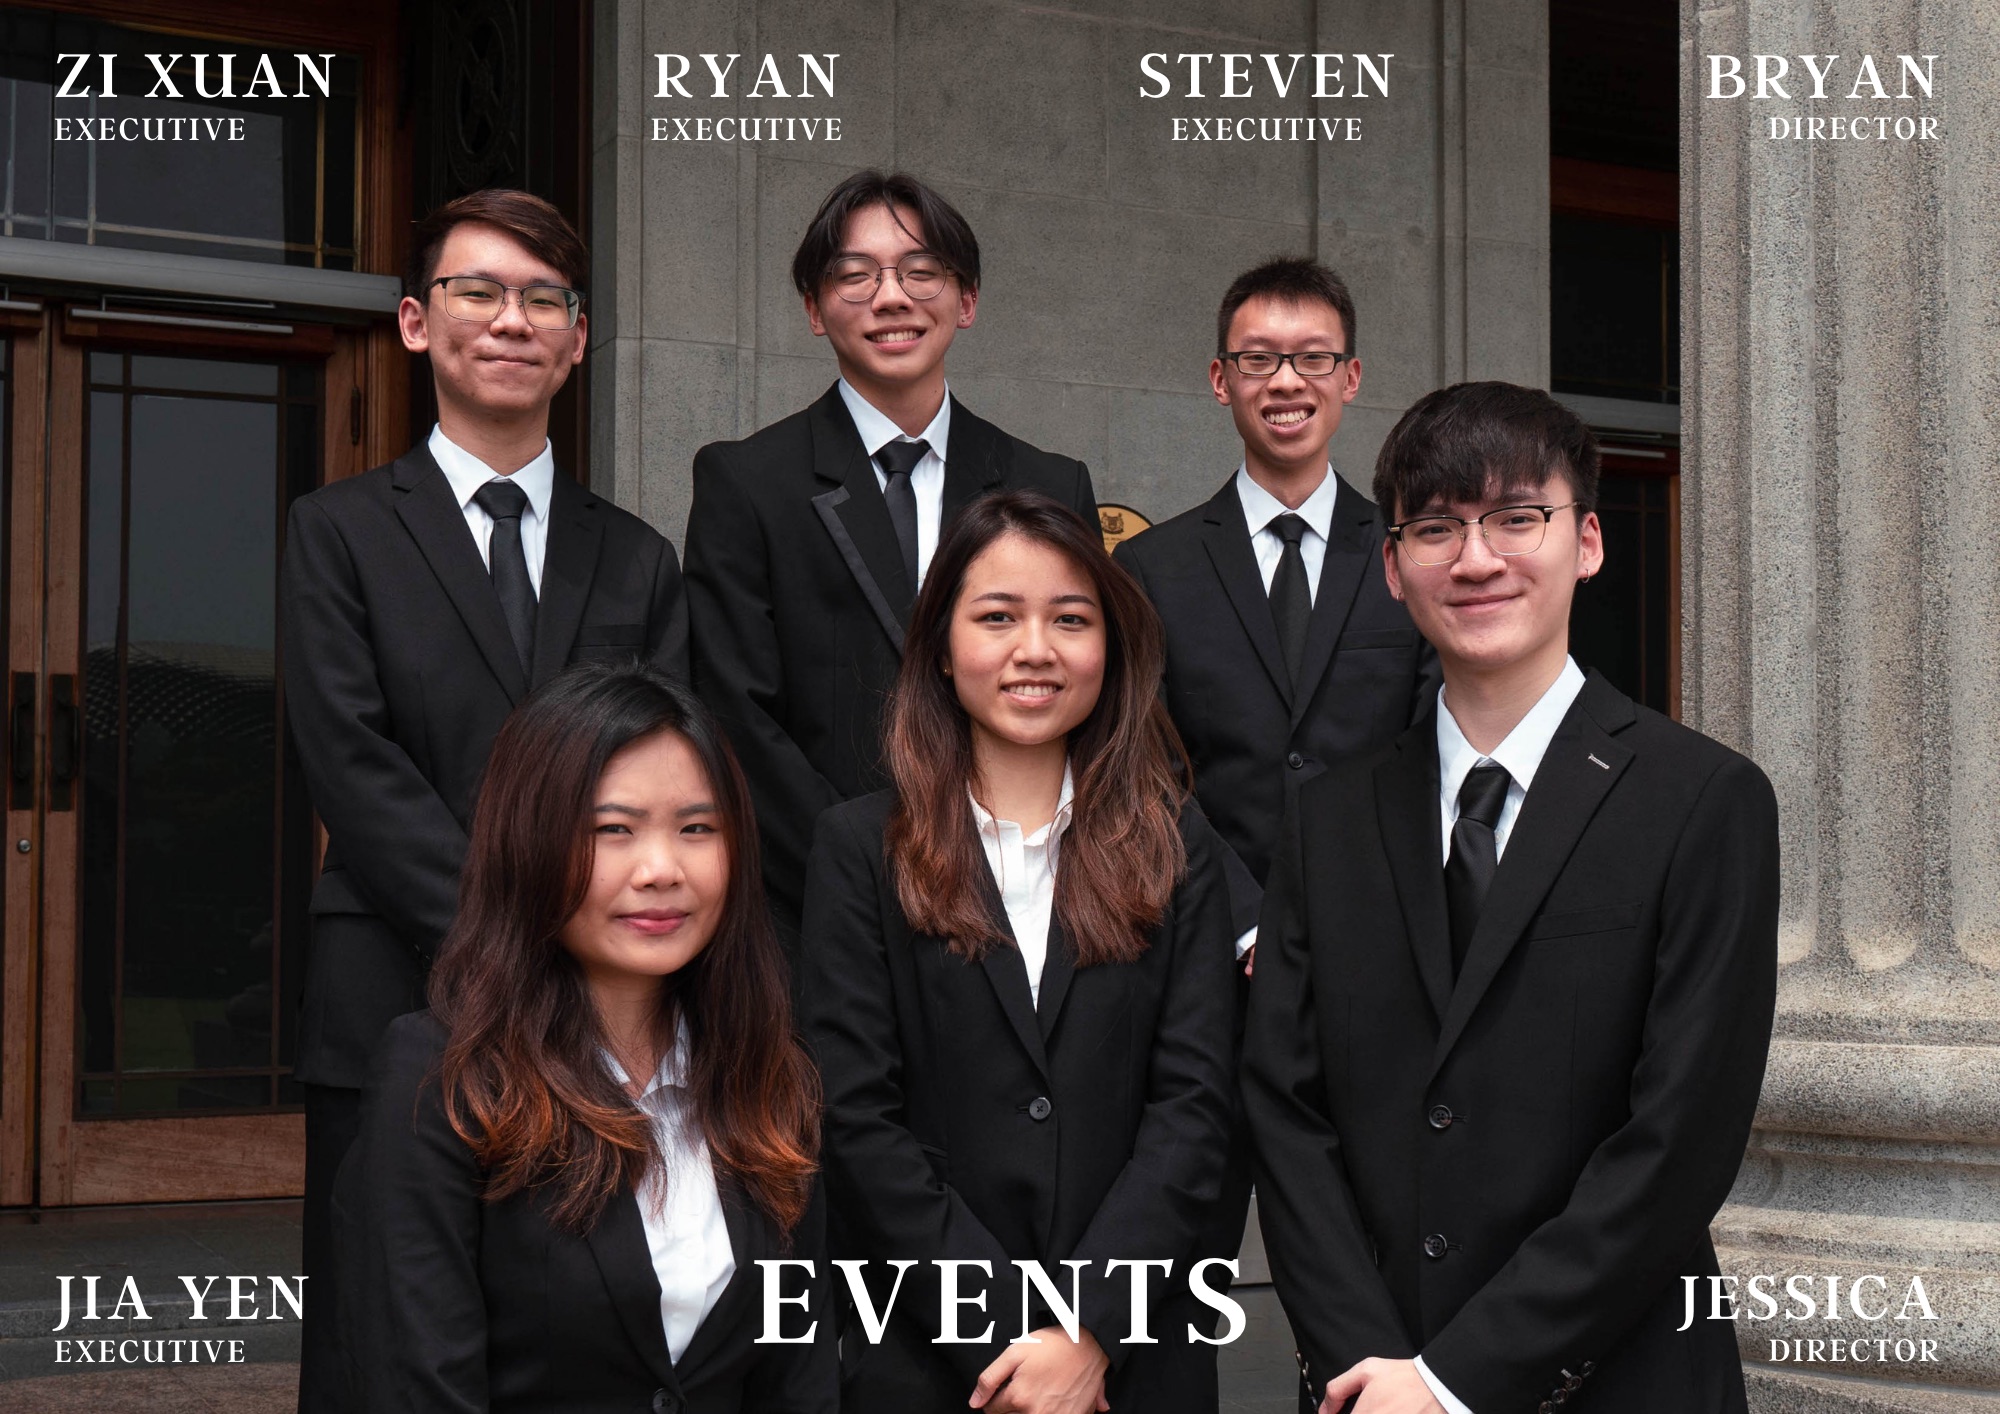 ZI XUAN
EXECUTIVE
RYAN
EXECUTIVE
STEVEN
EXECUTIVE
BRYAN
DIRECTOR
JIA YEN
EXECUTIVE
EVENTS
JESSICA
DIRECTOR